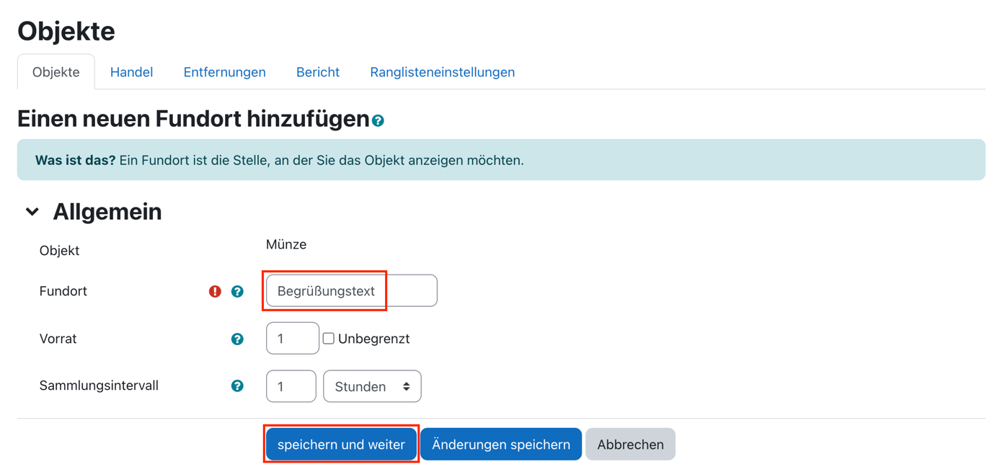 Objekte
Objekte Handel Entfernungen Bericht Ranglisteneinstellungen
Einen neuen Fundort hinzufügen ?
Was ist das? Ein Fundort ist die Stelle, an der Sie das Objekt anzeigen möchten.
Allgemein
Objekt Münze
Fundort ! ? Begrüßungstext
Vorrat ? 1 Unbegrenzt
Sammlungsintervall ? 1 Stunden
speichern und weiter Änderungen speichern Abbrechen